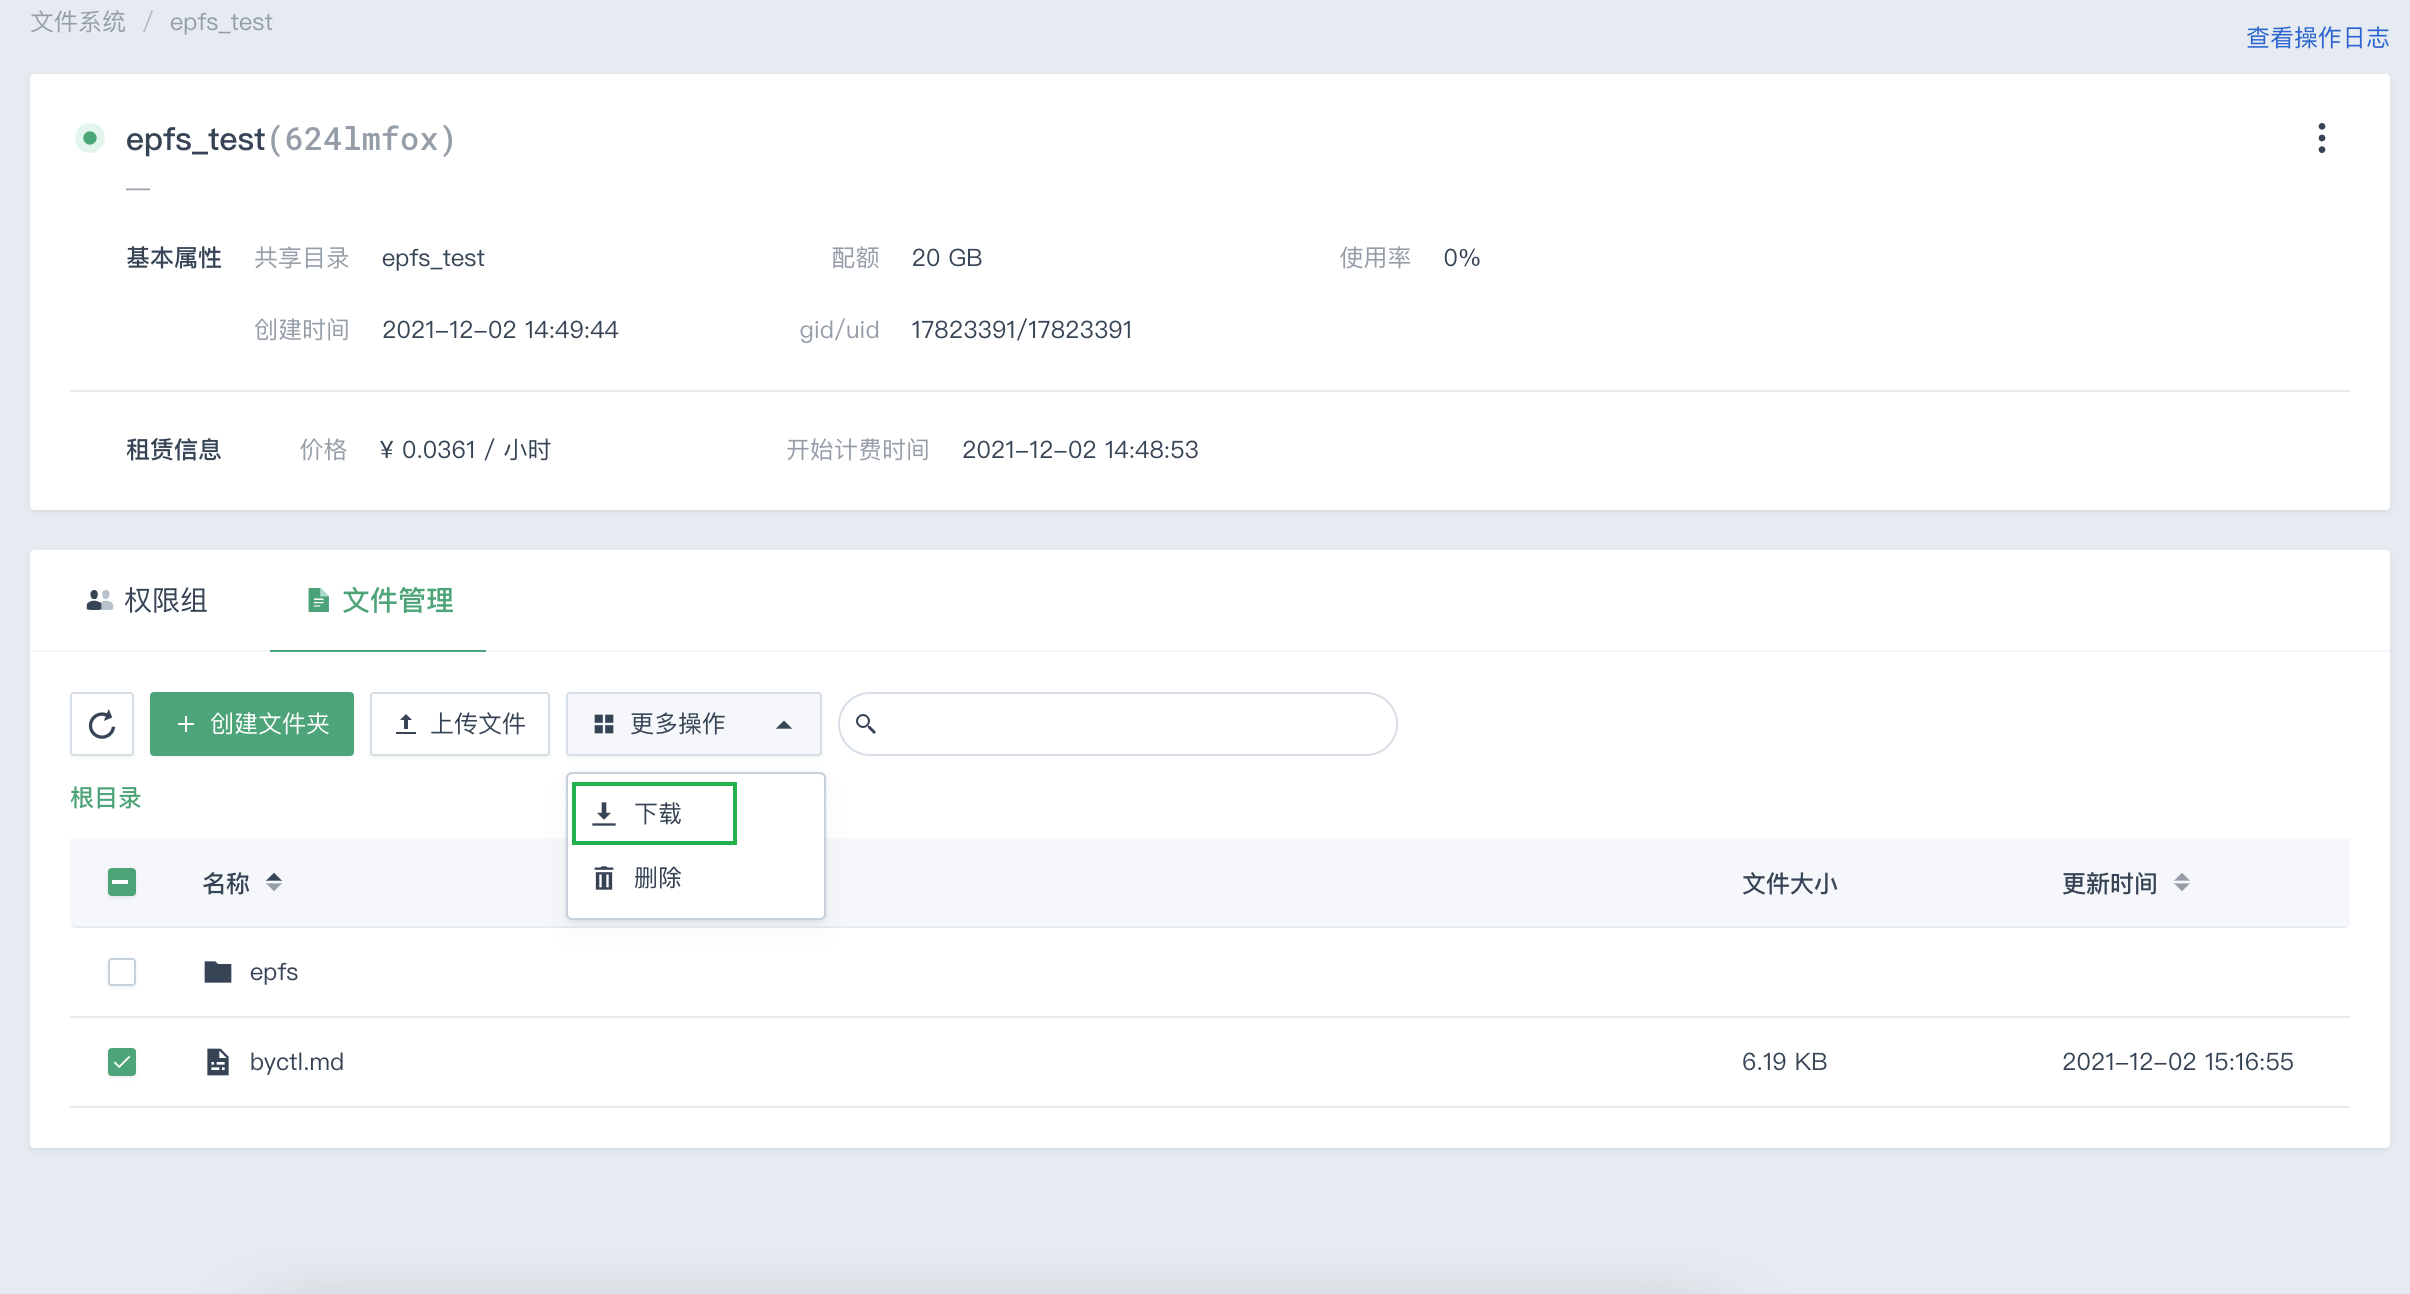 文件系统 / epfs_test
查看操作日志
epfs_test(624lmfox)
—
基本属性 共享目录 epfs_test 配额 20 GB 使用率 0%
创建时间 2021-12-02 14:49:44 gid/uid 17823391/17823391
租赁信息 价格 ¥ 0.0361 / 小时 开始计费时间 2021-12-02 14:48:53
权限组 文件管理
+ 创建文件夹 上传文件 更多操作
下载
删除
根目录
名称 文件大小 更新时间
epfs
byctl.md 6.19 KB 2021-12-02 15:16:55